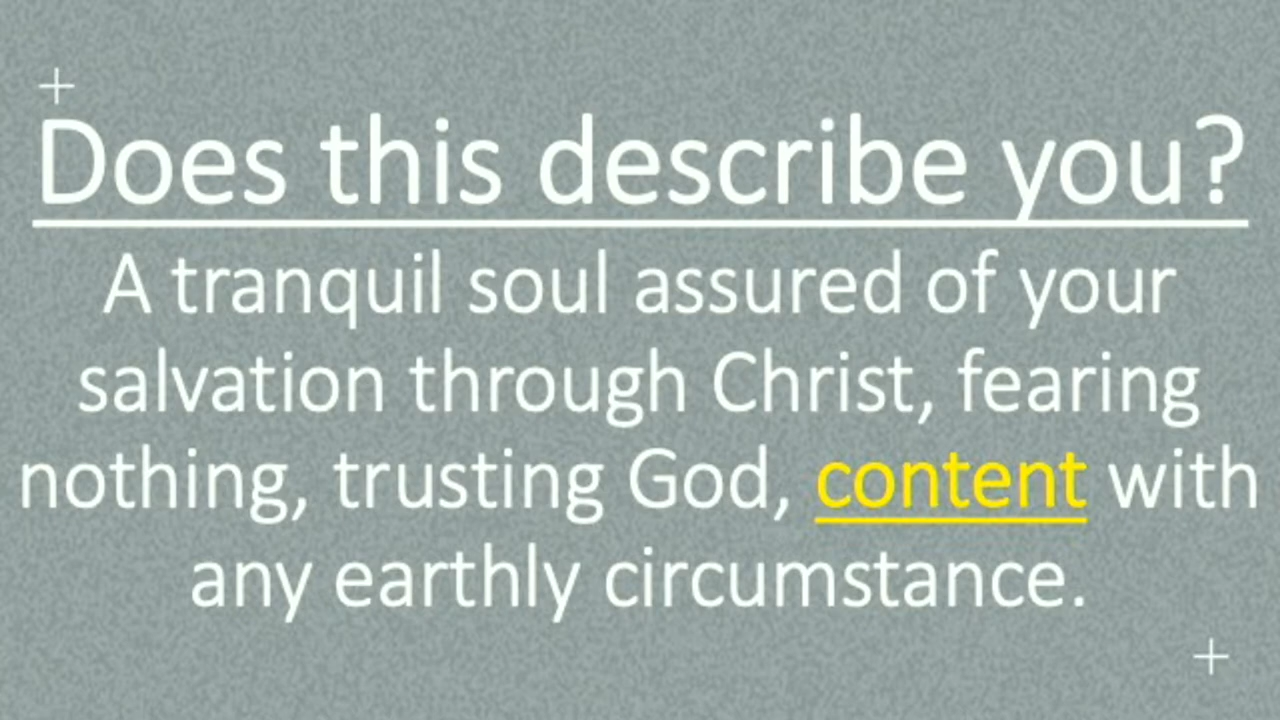 Does this describe you?
A tranquil soul assured of your
salvation through Christ, fearing
nothing, trusting God, content with
any earthly circumstance.